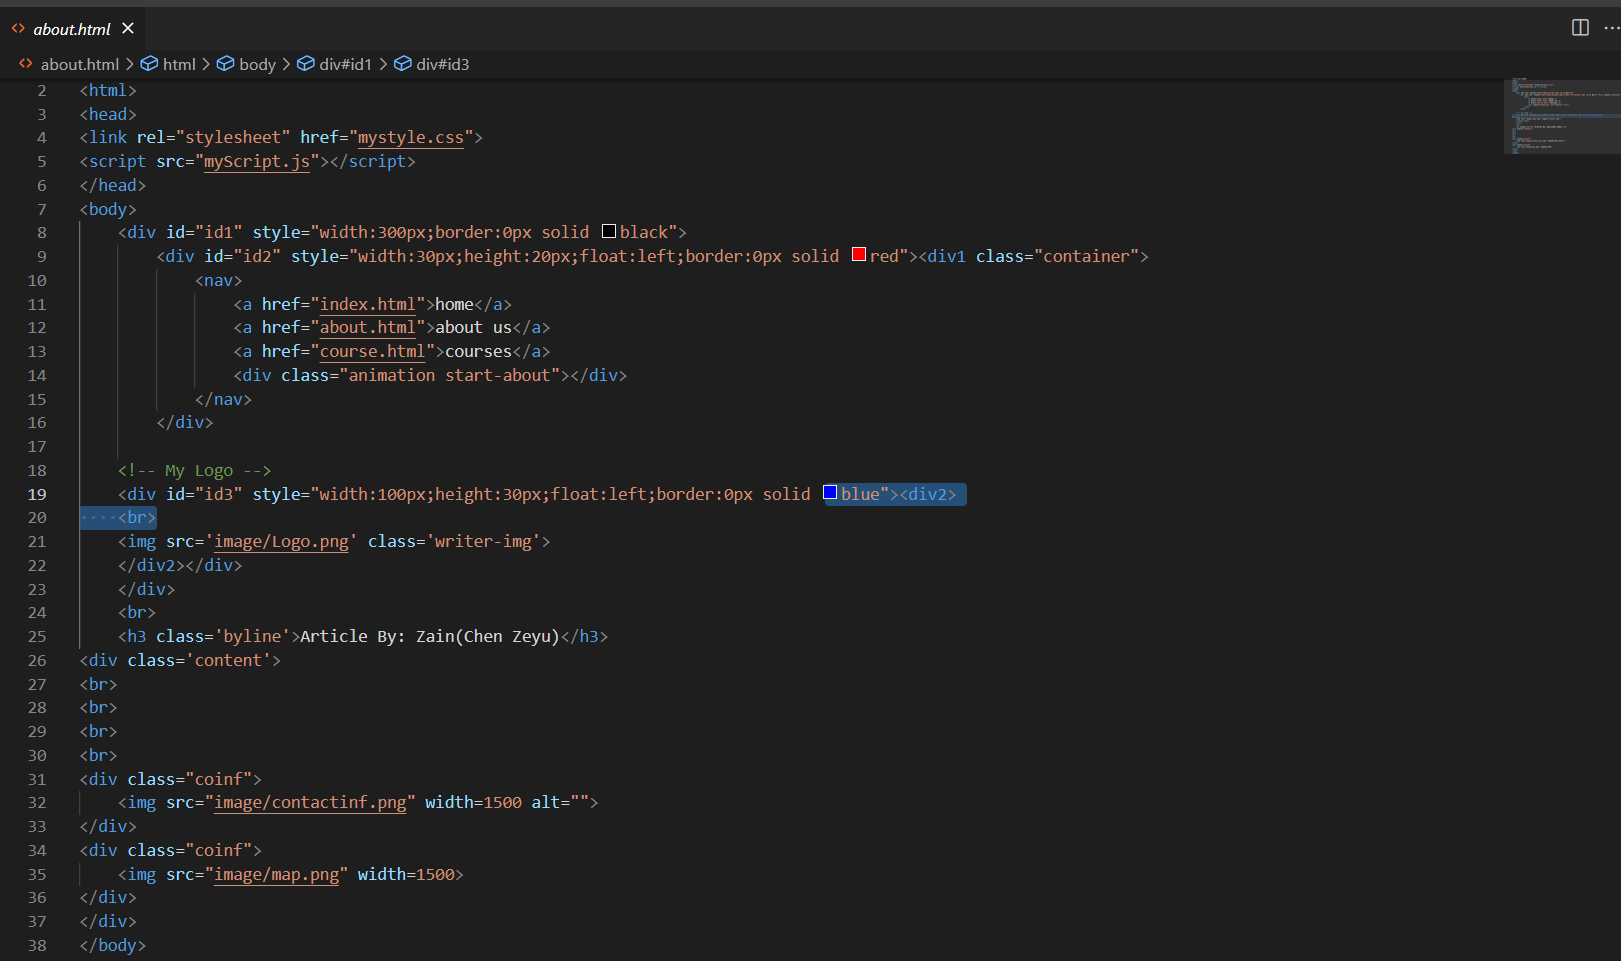 about.html
about.html > html > body > div#id1 > div#id3
2 <html>
3 <head>
4 <link rel="stylesheet" href="mystyle.css">
5 <script src="myScript.js"></script>
6 </head>
7 <body>
8 <div id="id1" style="width:300px;border:0px solid black">
9 <div id="id2" style="width:30px;height:20px;float:left;border:0px solid red"><div1 class="container">
10 <nav>
11 <a href="index.html">home</a>
12 <a href="about.html">about us</a>
13 <a href="course.html">courses</a>
14 <div class="animation start-about"></div>
15 </nav>
16 </div>
17
18 <!-- My Logo -->
19 <div id="id3" style="width:100px;height:30px;float:left;border:0px solid blue"><div2>
20 <br>
21 <img src='image/Logo.png' class='writer-img'>
22 </div2></div>
23 </div>
24 <br>
25 <h3 class='byline'>Article By: Zain(Chen Zeyu)</h3>
26 <div class='content'>
27 <br>
28 <br>
29 <br>
30 <br>
31 <div class="coinf">
32 <img src="image/contactinf.png" width=1500 alt="">
33 </div>
34 <div class="coinf">
35 <img src="image/map.png" width=1500>
36 </div>
37 </div>
38 </body>